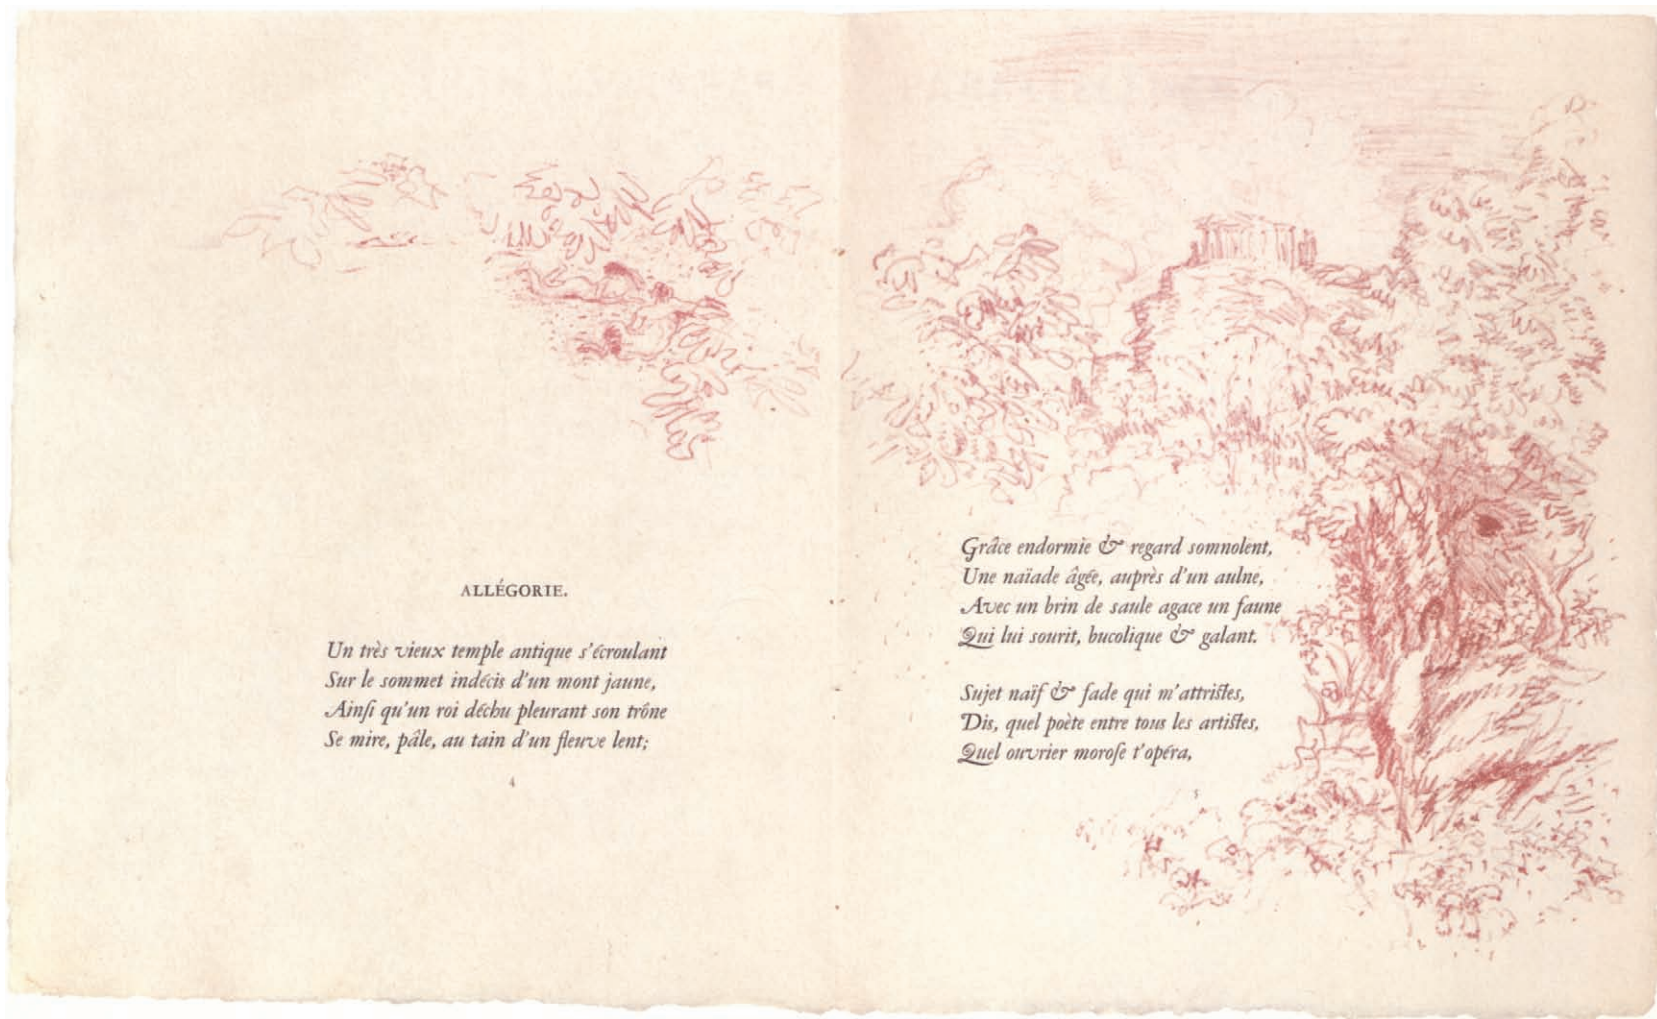 ALLÉGORIE.
Un très vieux temple antique s'écroulant
Sur le sommet indécis d'un mont jaune,
Ainſi qu'un roi déchu pleurant son trône
Se mire, pâle, au tain d'un fleuve lent;
4
Grâce endormie & regard somnolent,
Une naïade âgée, auprès d'un aulne,
Avec un brin de saule agace un faune
Qui lui sourit, bucolique & galant.
Sujet naïf & fade qui m'attristes,
Dis, quel poète entre tous les artistes,
Quel ouvrier moroſe t'opéra,
5